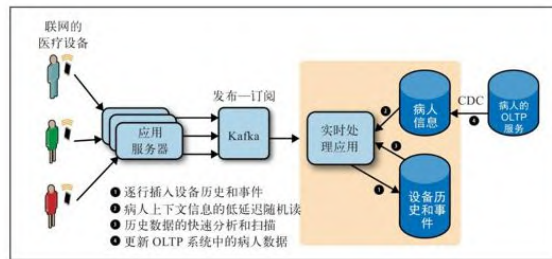 联网的
医疗设备
发布—订阅
应用
服务器
Kafka
实时处
理应用
病人
信息
CDC
病人的
OLTP
服务
设备历
史和事
件
❶ 逐行插入设备历史和事件
❷ 病人上下文信息的低延迟随机读
❸ 历史数据的快速分析和扫描
❹ 更新 OLTP 系统中的病人数据